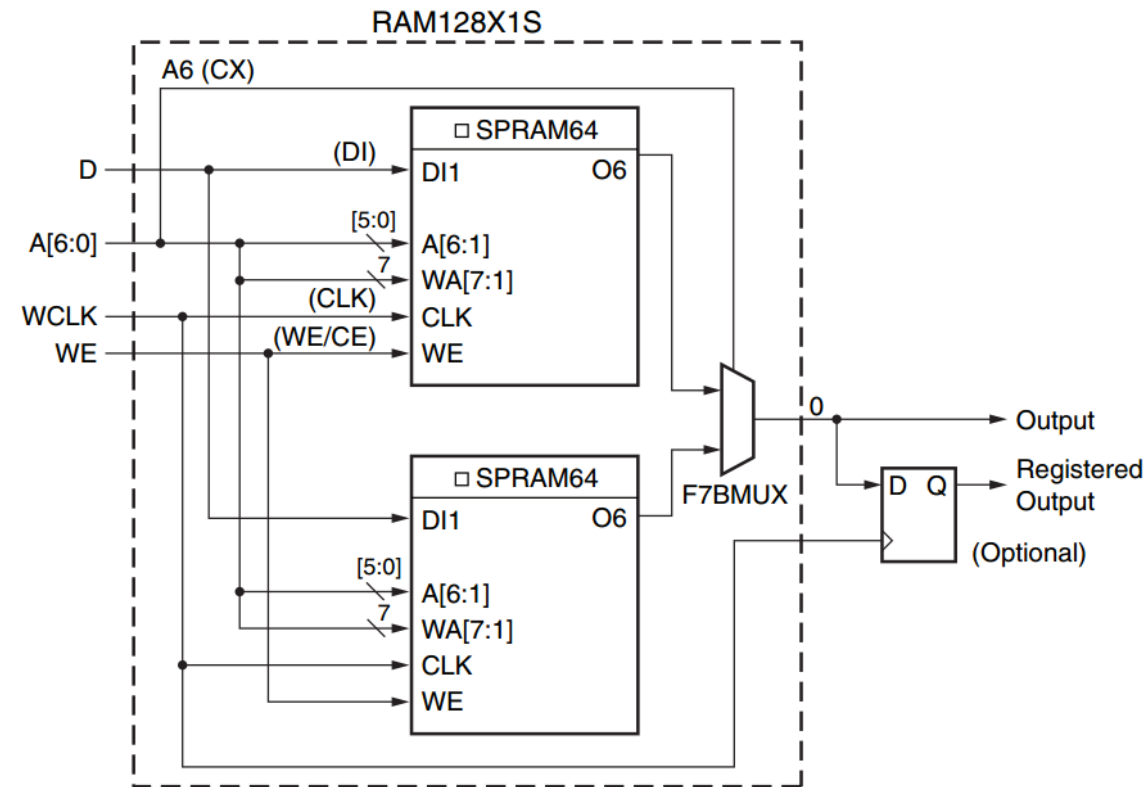 RAM128X1S
A6 (CX)
SPRAM64
D
(DI)
DI1
O6
A[6:0]
[5:0]
A[6:1]
7
WA[7:1]
WCLK
(CLK)
CLK
WE
(WE/CE)
WE
0
Output
F7BMUX
SPRAM64
DI1
O6
D Q
Registered
Output
(Optional)
[5:0]
A[6:1]
7
WA[7:1]
CLK
WE